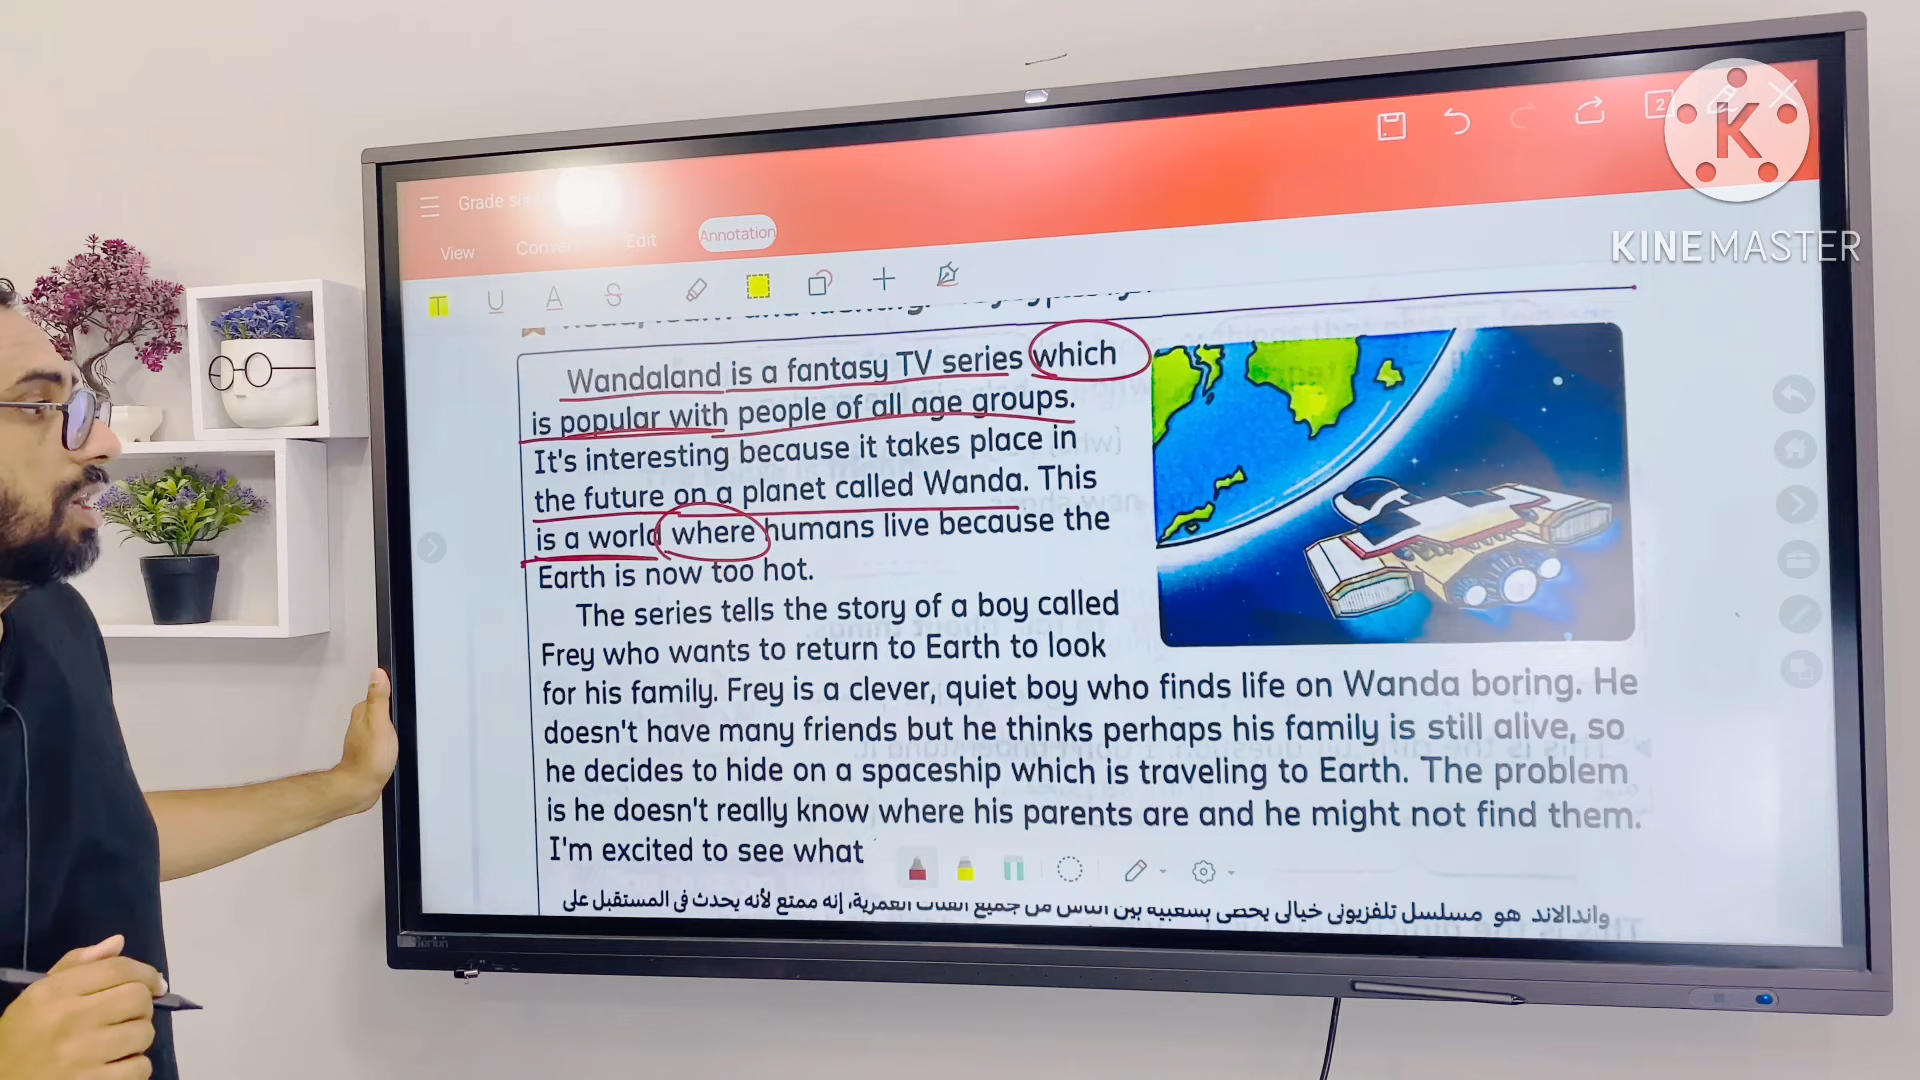 KINEMASTER
2
Grade six
View
Convert
Edit
Annotation
Wandaland is a fantasy TV series which
is popular with people of all age groups.
It's interesting because it takes place in
the future on a planet called Wanda. This
is a world where humans live because the
Earth is now too hot.
The series tells the story of a boy called
Frey who wants to return to Earth to look
for his family. Frey is a clever, quiet boy who finds life on Wanda boring. He
doesn't have many friends but he thinks perhaps his family is still alive, so
he decides to hide on a spaceship which is traveling to Earth. The problem
is he doesn't really know where his parents are and he might not find them.
I'm excited to see what
واندالاند هو مسلسل تلفزيونى خيالى يحظى بشعبية بين الناس من جميع الفئات العمرية، إنه ممتع لأنه يحدث فى المستقبل على